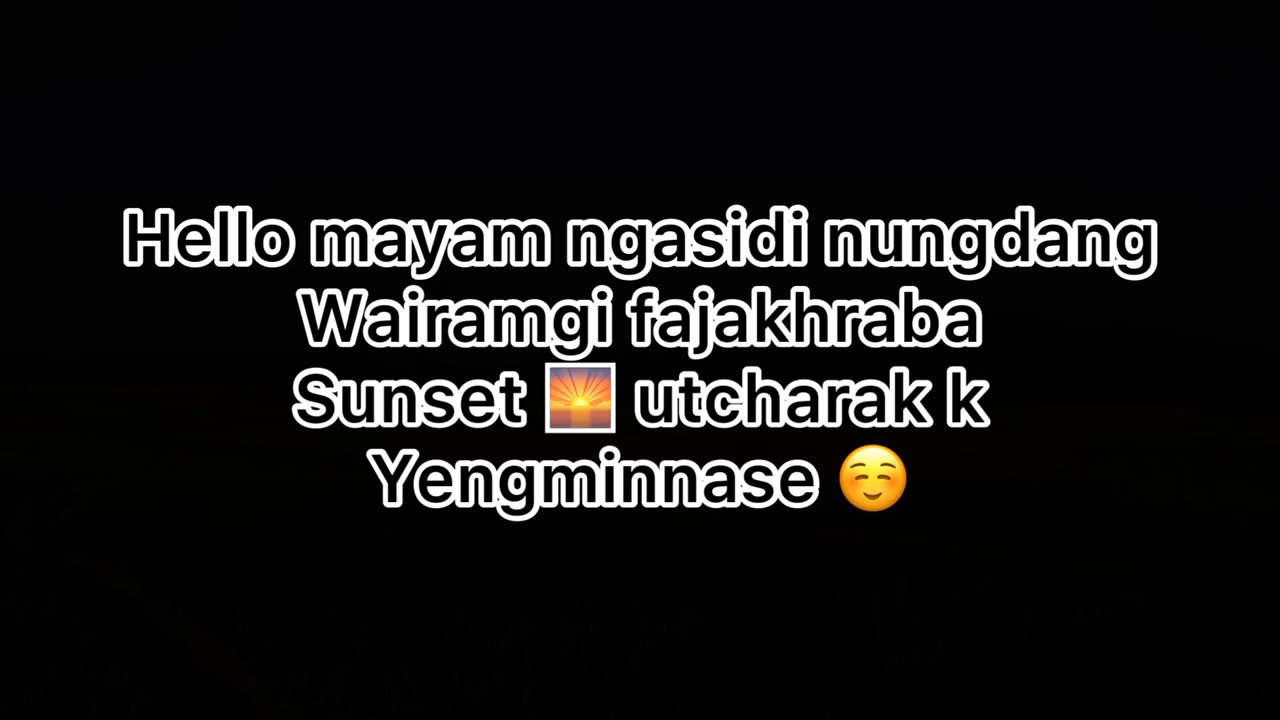 Hello mayam ngasidi nungdang
Wairamgi fajakhraba
Sunset 🌅 utcharak k
Yengminnase ☺️